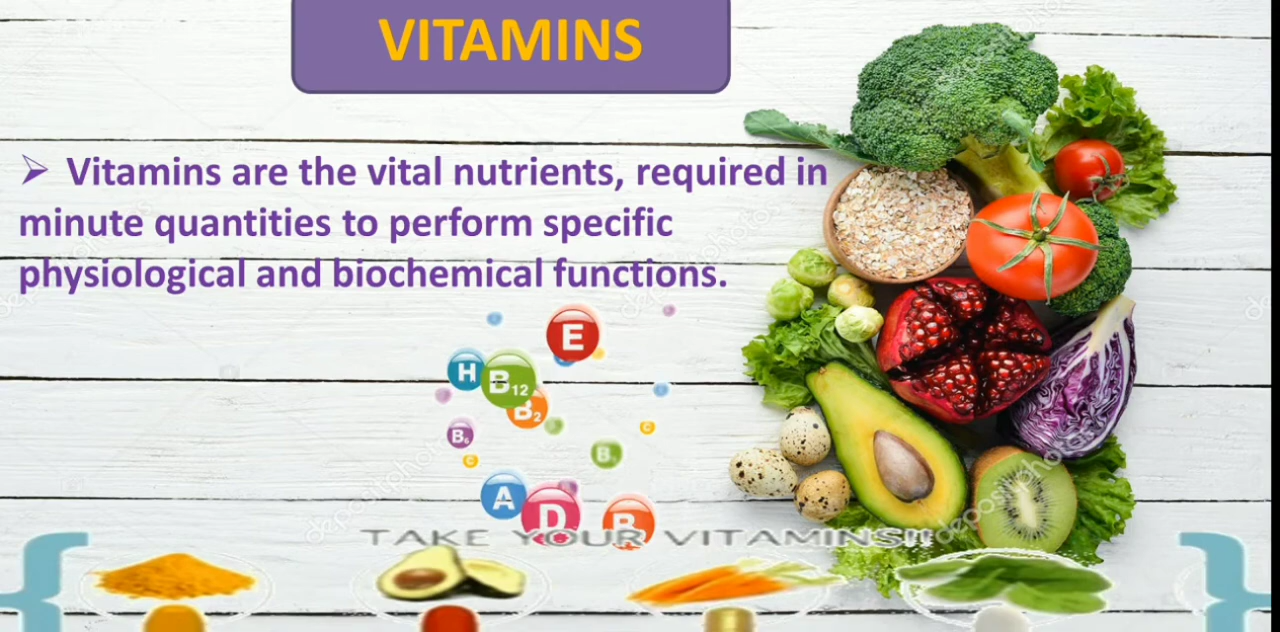 VITAMINS
➢ Vitamins are the vital nutrients, required in
minute quantities to perform specific
physiological and biochemical functions.
E
H
B12
B2
B6
C
C
A
D
TAKE YOUR VITAMINS!!
depositphotos